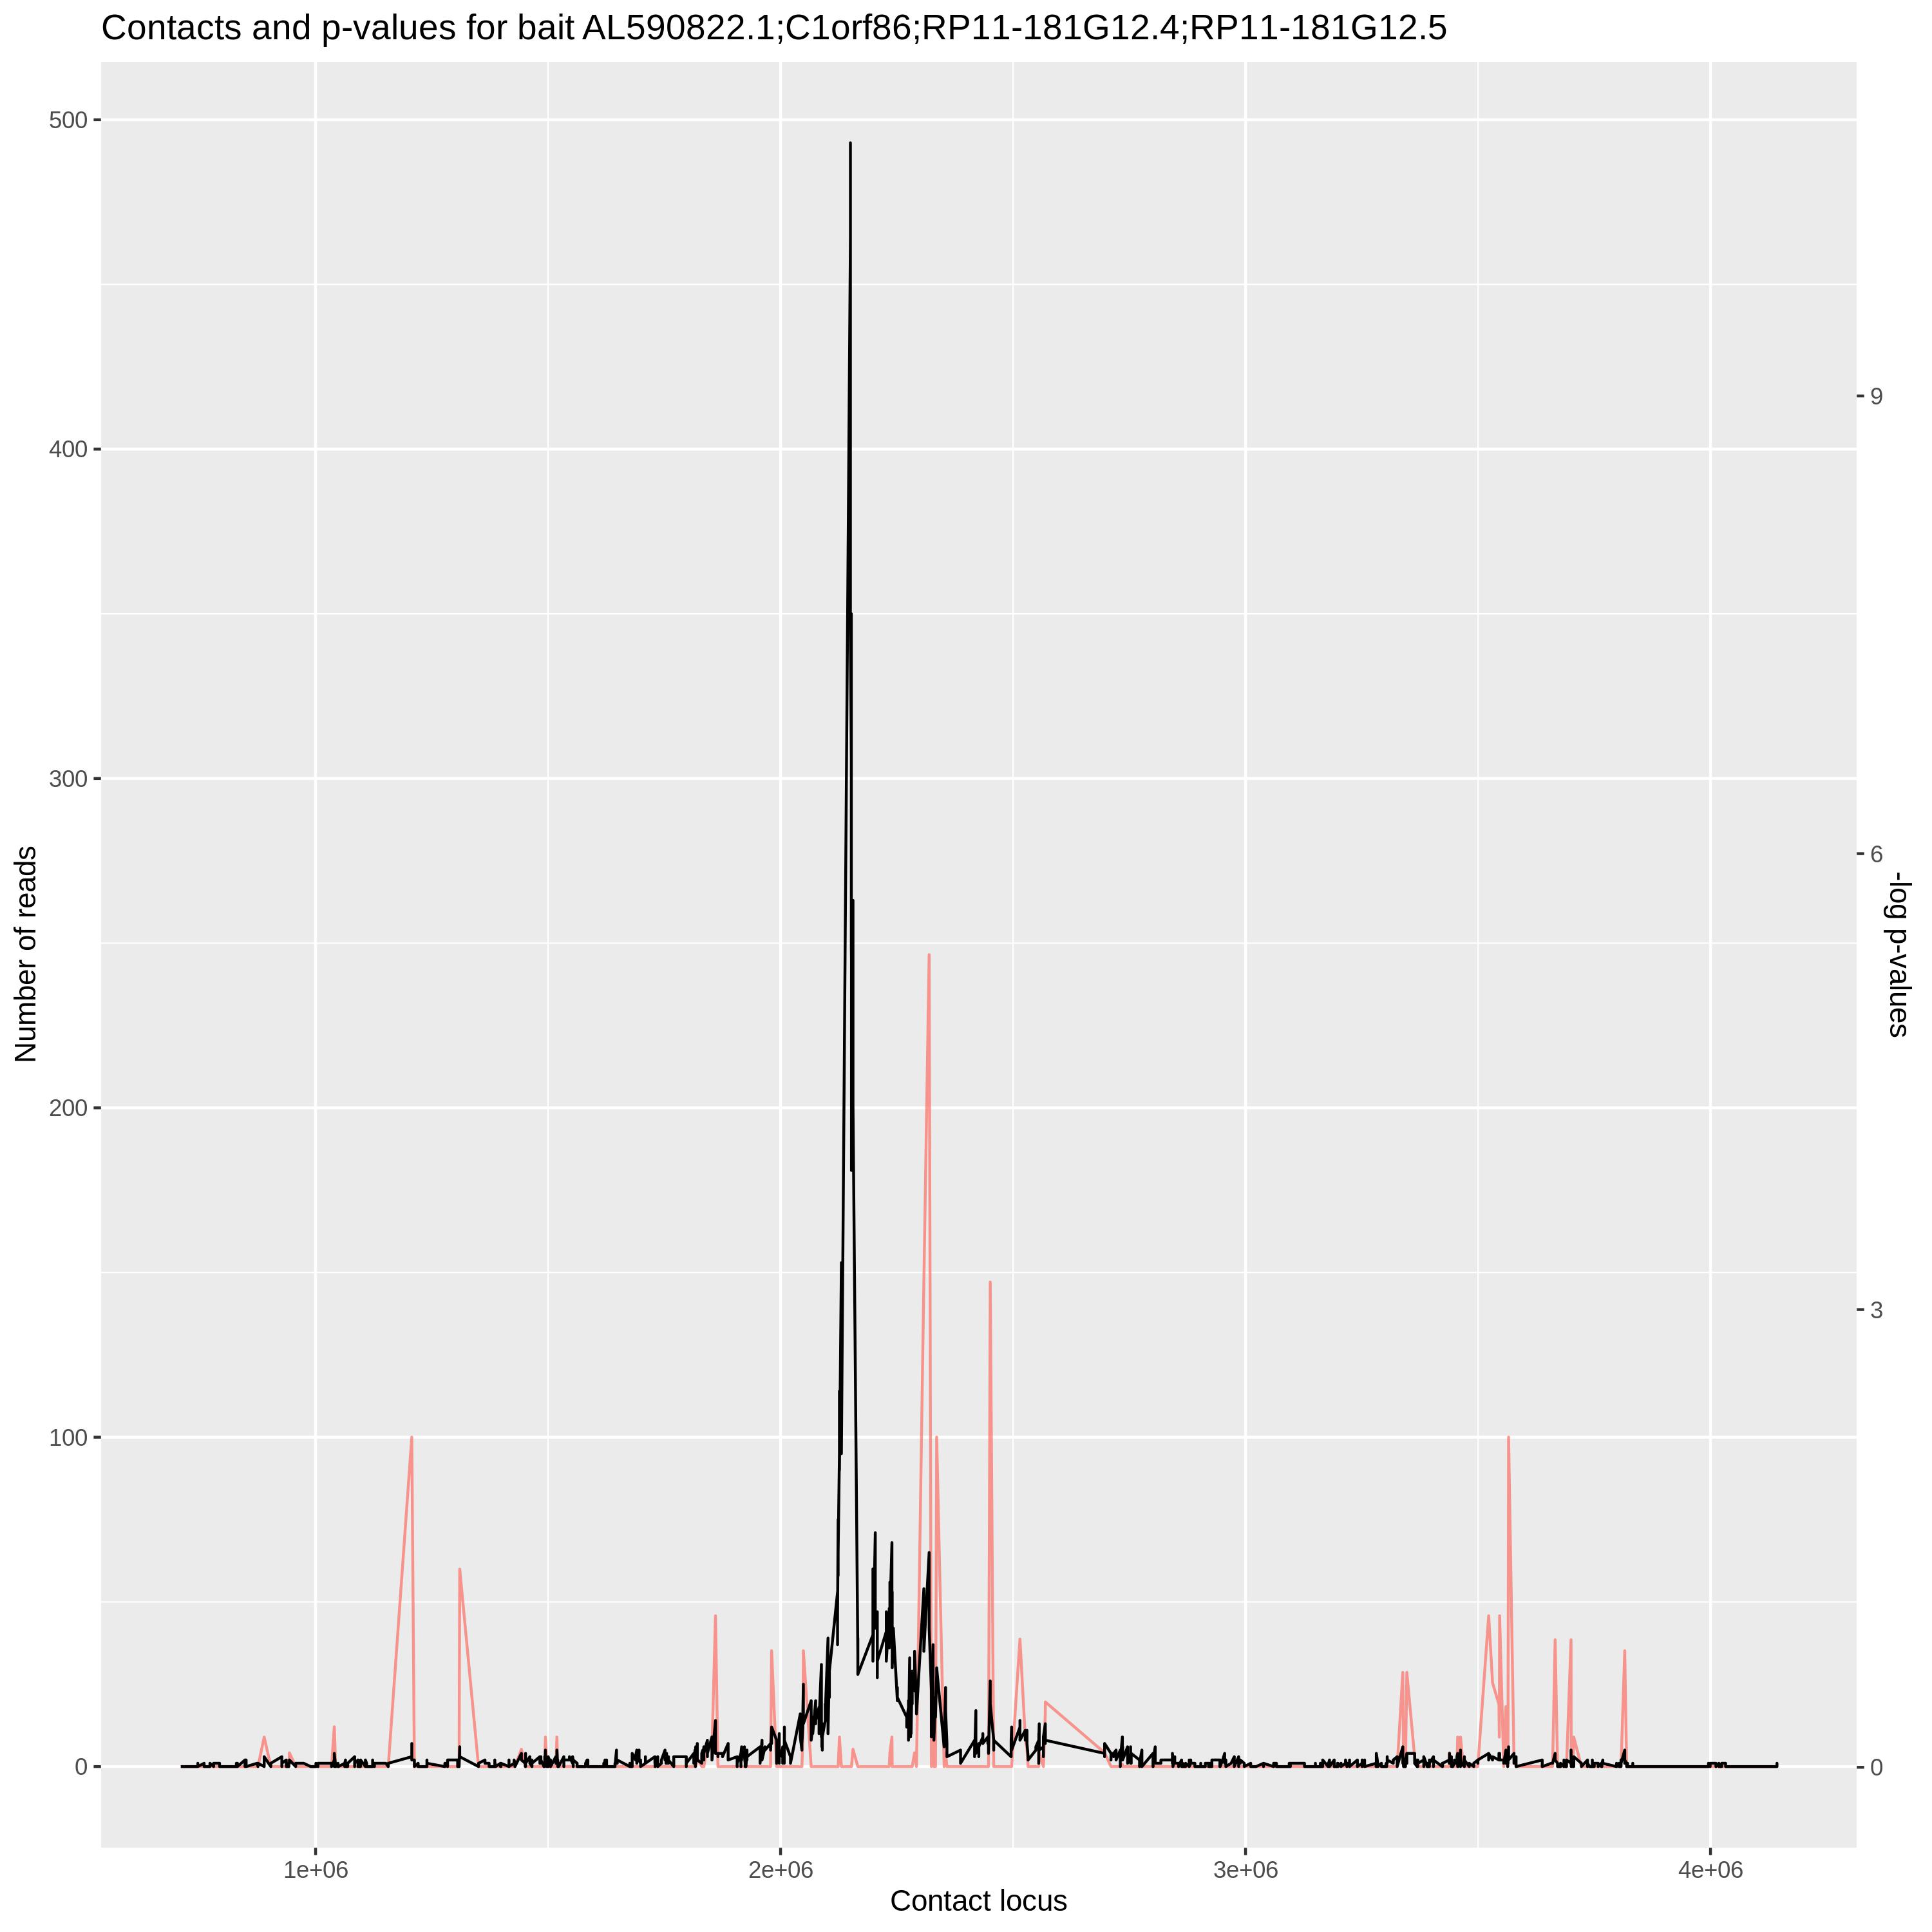 Contacts and p-values for bait AL590822.1;C1orf86;RP11-181G12.4;RP11-181G12.5
500
400
300
200
100
0
Number of reads
9
6
3
0
-log p-values
1e+06
2e+06
3e+06
4e+06
Contact locus